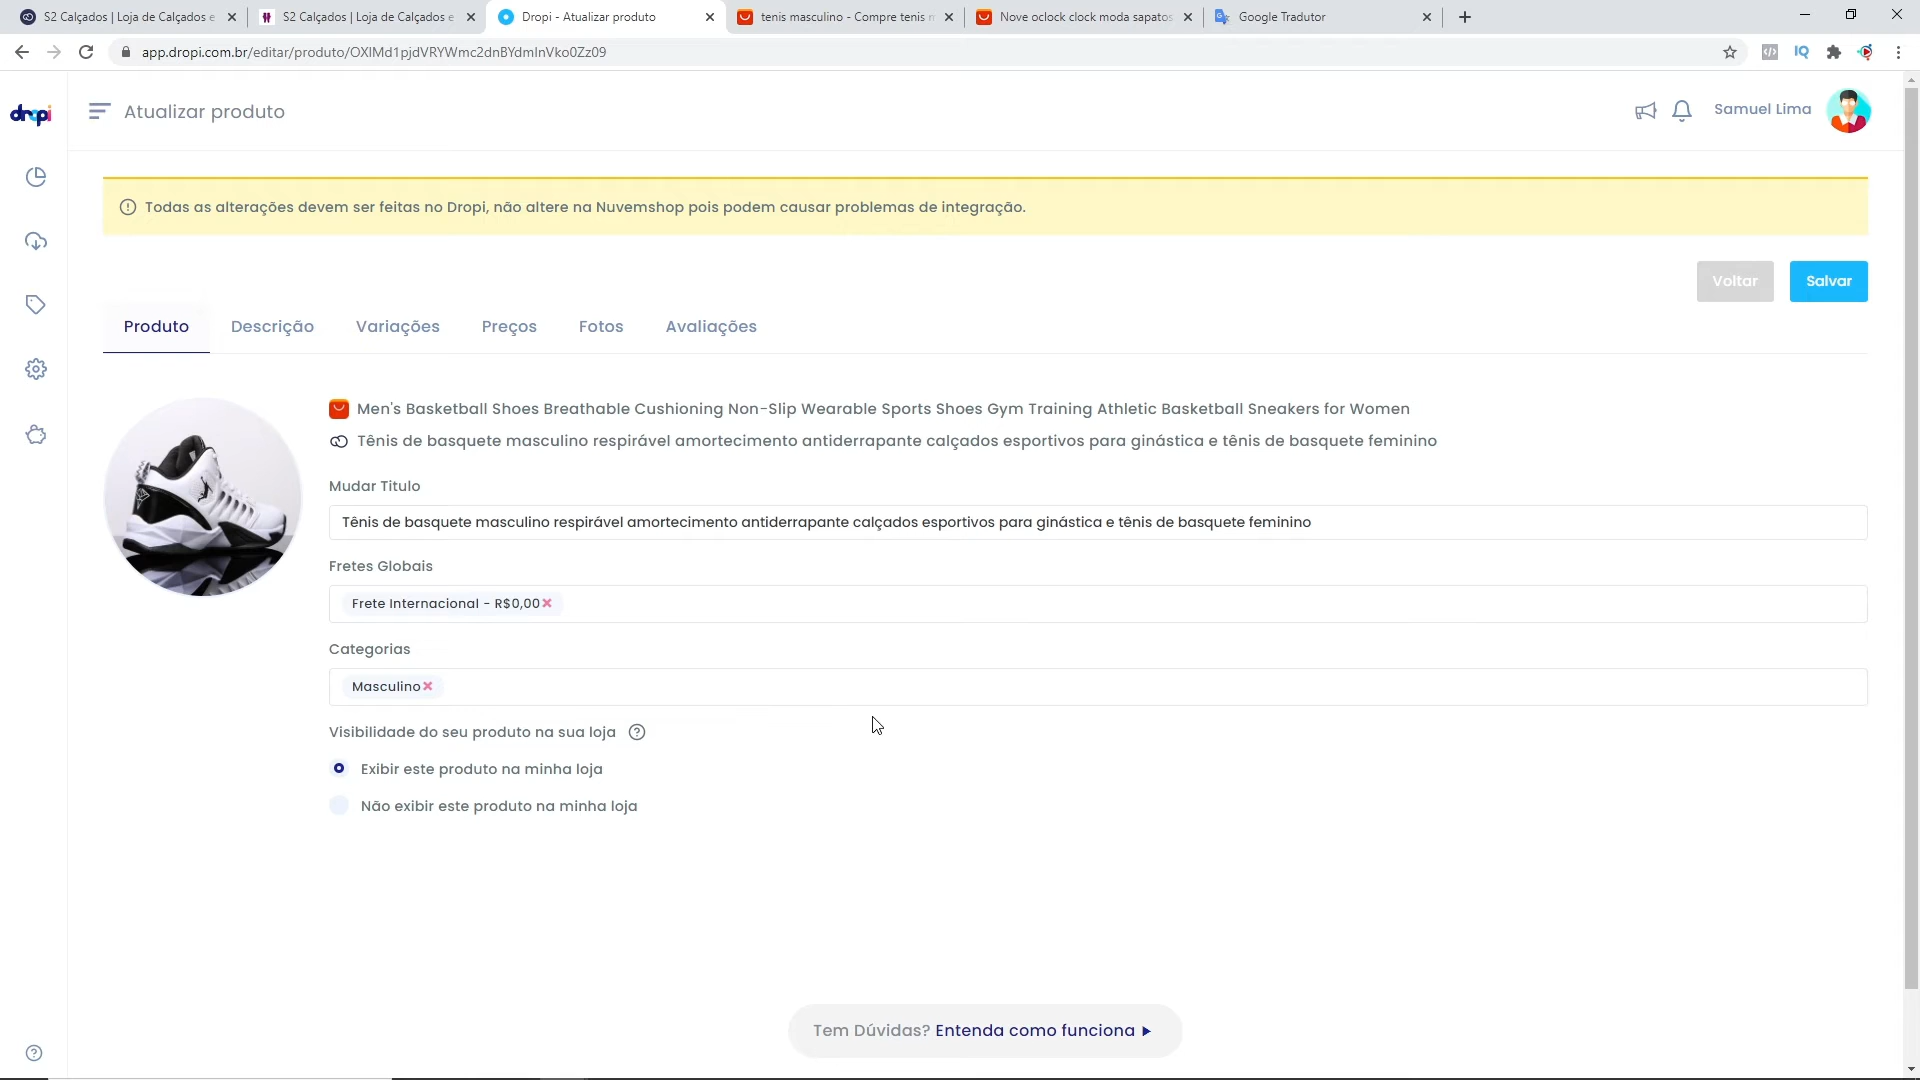 S2 Calçados | Loja de Calçados e
S2 Calçados | Loja de Calçados e
Dropi - Atualizar produto
tenis masculino - Compre tenis m
Nove oclock clock moda sapatos
Google Tradutor
app.dropi.com.br/editar/produto/OXlMd1pjdVRYWmc2dnBYdmlnVko0Zz09
IQ
dropi
Atualizar produto
Samuel Lima
Todas as alterações devem ser feitas no Dropi, não altere na Nuvemshop pois podem causar problemas de integração.
Voltar
Salvar
Produto
Descrição
Variações
Preços
Fotos
Avaliações
Men's Basketball Shoes Breathable Cushioning Non-Slip Wearable Sports Shoes Gym Training Athletic Basketball Sneakers for Women
Tênis de basquete masculino respirável amortecimento antiderrapante calçados esportivos para ginástica e tênis de basquete feminino
Mudar Titulo
Tênis de basquete masculino respirável amortecimento antiderrapante calçados esportivos para ginástica e tênis de basquete feminino
Fretes Globais
Frete Internacional - R$0,00
Categorias
Masculino
Visibilidade do seu produto na sua loja
Exibir este produto na minha loja
Não exibir este produto na minha loja
Tem Dúvidas? Entenda como funciona